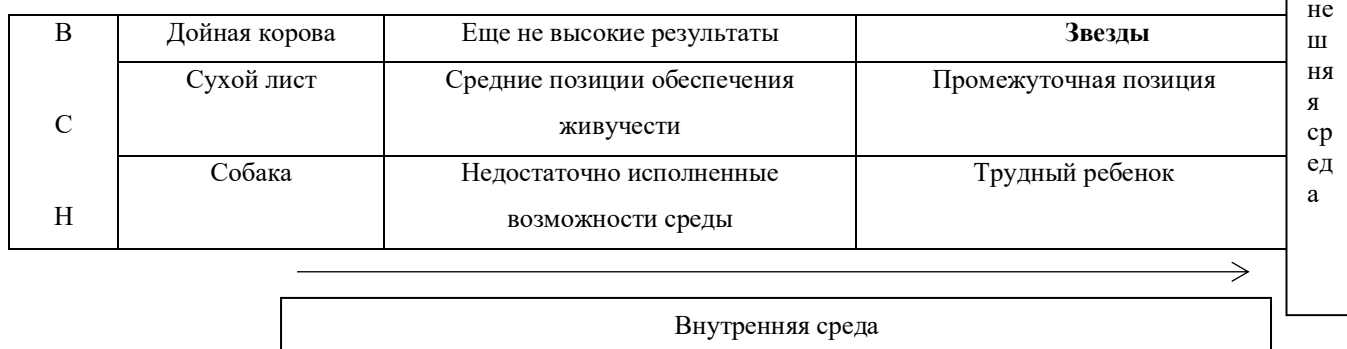 В Дойная корова Еще не высокие результаты Звезды
Сухой лист Средние позиции обеспечения Промежуточная позиция
С живучести
Собака Недостаточно исполненные Трудный ребенок
Н возможности среды
Внутренняя среда
не
ш
ня
я
ср
ед
а